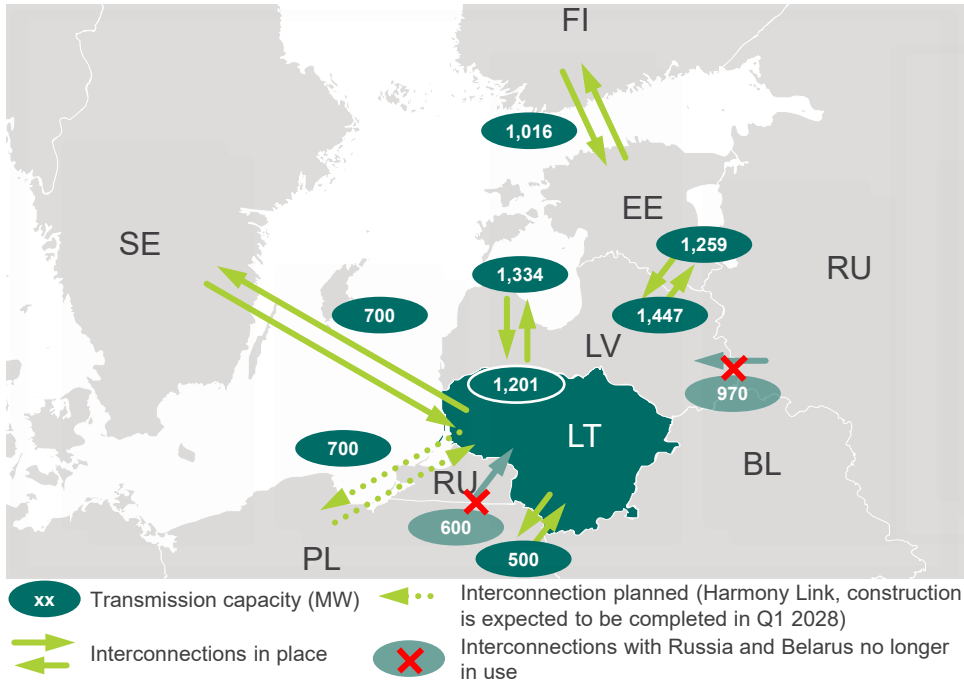 FI
1,016
EE
SE
1,259
RU
1,334
700
1,447
LV
1,201
970
LT
700
BL
RU
600
500
PL
xx Transmission capacity (MW)
Interconnection planned (Harmony Link, construction
is expected to be completed in Q1 2028)
Interconnections in place
Interconnections with Russia and Belarus no longer
in use